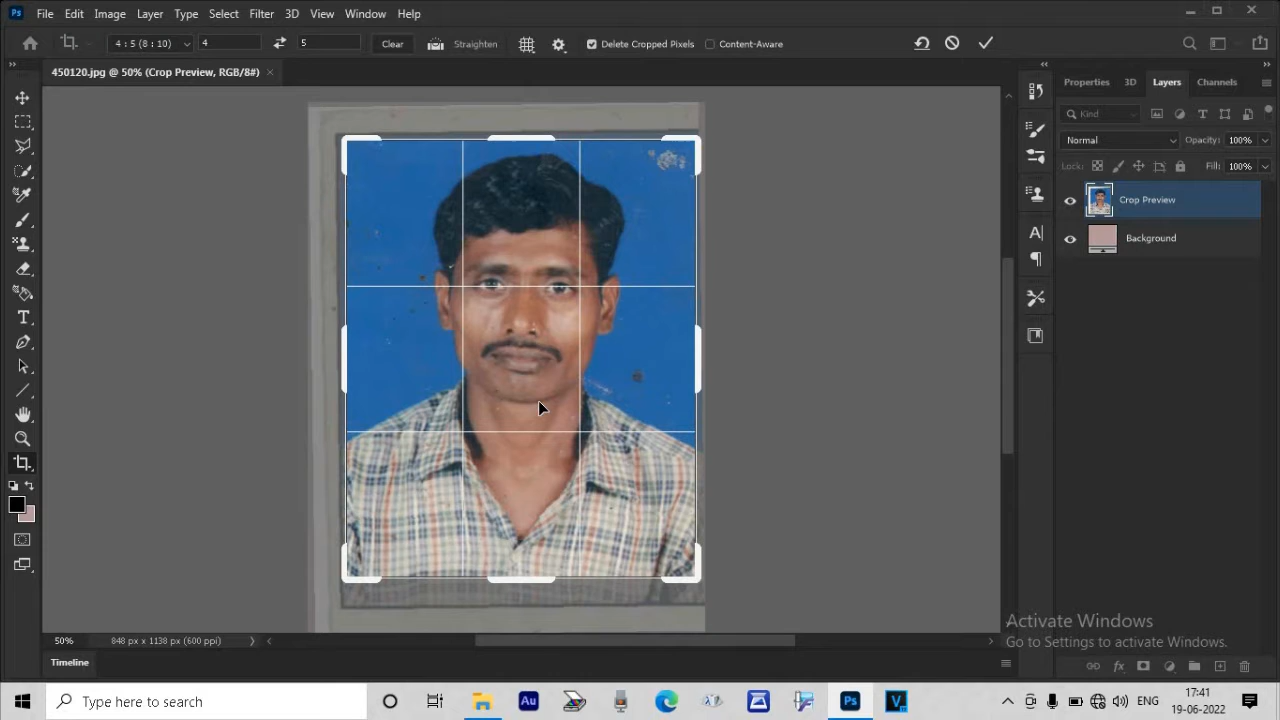 Ps File Edit Image Layer Type Select Filter 3D View Window Help
4 : 5 (8 : 10) 4 5 Clear Straighten Delete Cropped Pixels Content-Aware
450120.jpg @ 50% (Crop Preview, RGB/8#) ×
Properties 3D Layers Channels
Kind
Normal Opacity: 100%
Lock: Fill: 100%
Crop Preview
Background
50% 848 px x 1138 px (600 ppi)
Timeline
Activate Windows
Go to Settings to activate Windows.
Type here to search
Au Ps V
ENG
17:41
19-06-2022